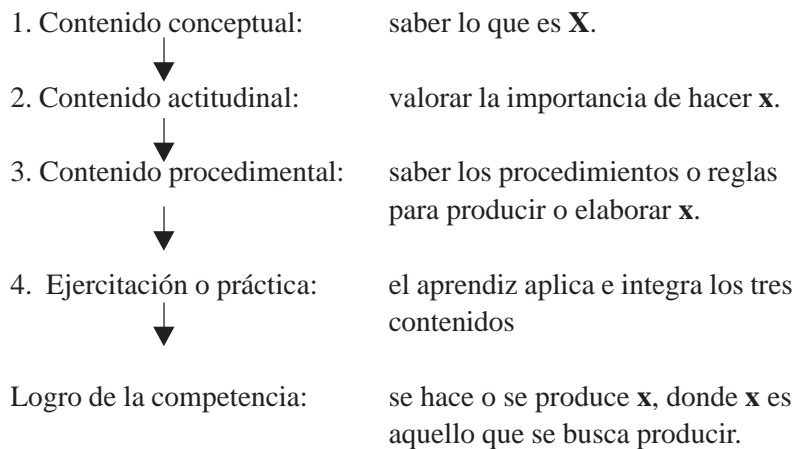 1. Contenido conceptual: saber lo que es X.
2. Contenido actitudinal: valorar la importancia de hacer x.
3. Contenido procedimental: saber los procedimientos o reglas
para producir o elaborar x.
4. Ejercitación o práctica: el aprendiz aplica e integra los tres
contenidos
Logro de la competencia: se hace o se produce x, donde x es
aquello que se busca producir.